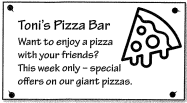 Toni's Pizza Bar
Want to enjoy a pizza
with your friends?
This week only – special
offers on our giant pizzas.